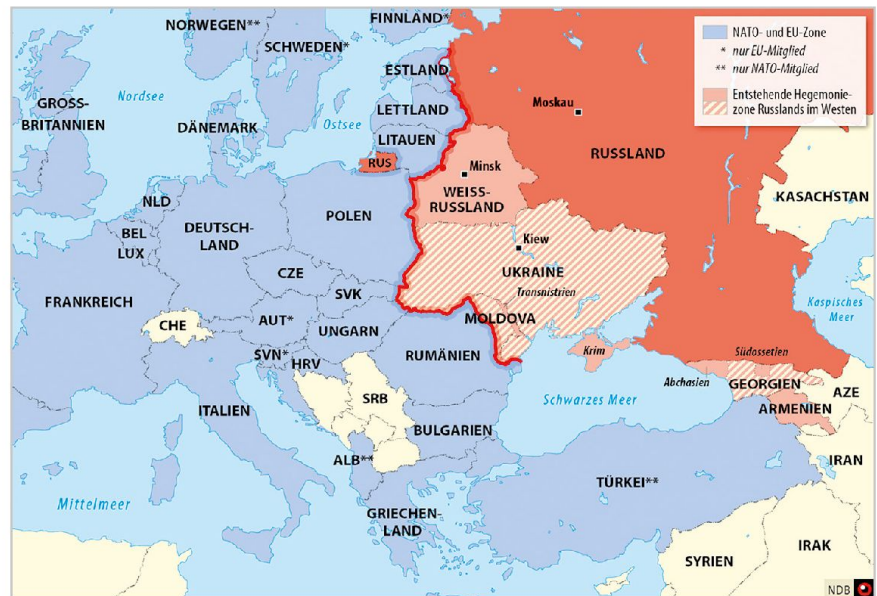 NORWEGEN**
SCHWEDEN*
FINNLAND*
NATO- und EU-Zone
* nur EU-Mitglied
** nur NATO-Mitglied
Entstehende Hegemonie-
zone Russlands im Westen
ESTLAND
LETTLAND
LITAUEN
RUS
Nordsee
Ostsee
GROSS-
BRITANNIEN
DÄNEMARK
Moskau
RUSSLAND
Minsk
WEISS-
RUSSLAND
KASACHSTAN
NLD
BEL
LUX
DEUTSCH-
LAND
POLEN
Kiew
UKRAINE
Transnistrien
CZE
SVK
FRANKREICH
CHE
AUT*
UNGARN
MOLDOVA
Kaspisches
Meer
SVN*
HRV
RUMÄNIEN
Krim
Südossetien
Abchasien
GEORGIEN
AZE
ARMENIEN
SRB
ITALIEN
Schwarzes Meer
BULGARIEN
ALB**
IRAN
TÜRKEI**
Mittelmeer
GRIECHEN-
LAND
SYRIEN
IRAK
NDB